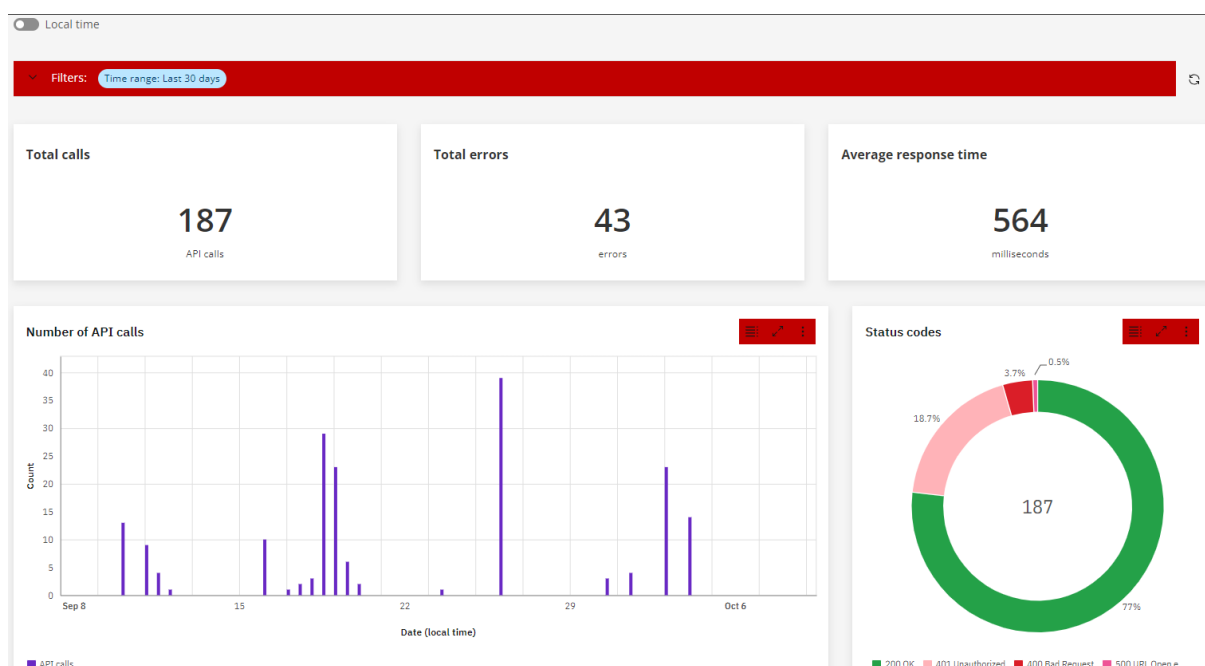 Local time
Filters: Time range: Last 30 days
Total calls
187
API calls
Total errors
43
errors
Average response time
564
milliseconds
Number of API calls
40
35
30
25
20
15
10
5
0
Count
Sep 8 15 22 29 Oct 6
Date (local time)
API calls
Status codes
0.5%
3.7%
18.7%
187
77%
200 OK 401 Unauthorized 400 Bad Request 500 URL Open e